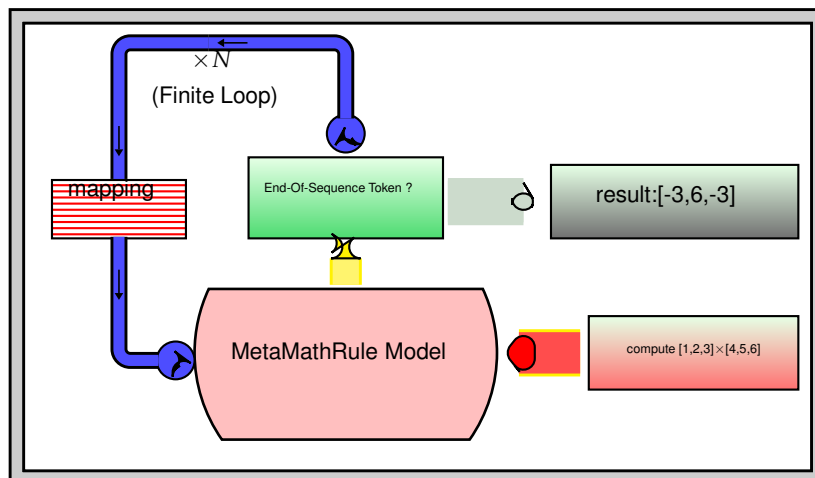 ×N
(Finite Loop)
mapping
End-Of-Sequence Token ?
result:[-3,6,-3]
MetaMathRule Model
compute [1,2,3]×[4,5,6]